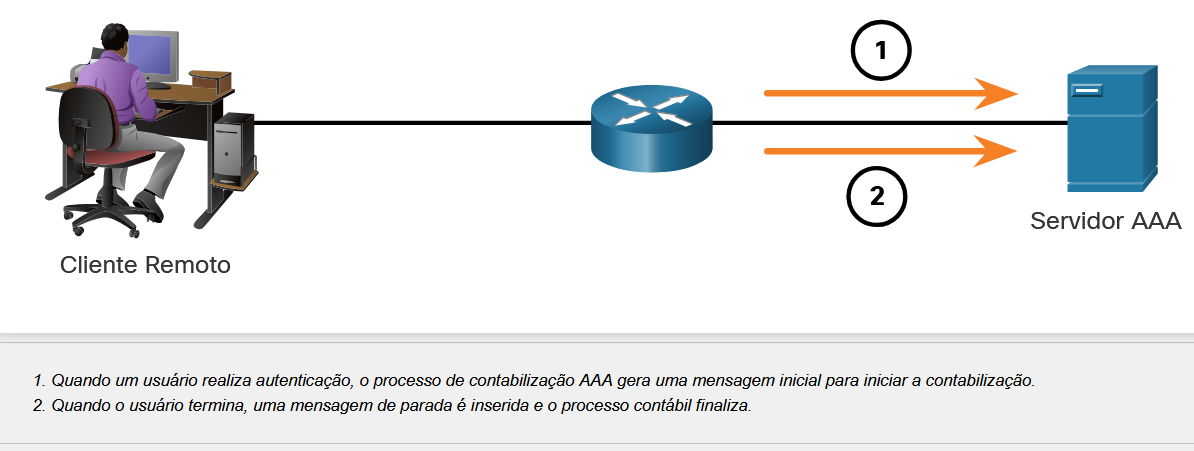 1
2
Servidor AAA
Cliente Remoto
1. Quando um usuário realiza autenticação, o processo de contabilização AAA gera uma mensagem inicial para iniciar a contabilização.
2. Quando o usuário termina, uma mensagem de parada é inserida e o processo contábil finaliza.